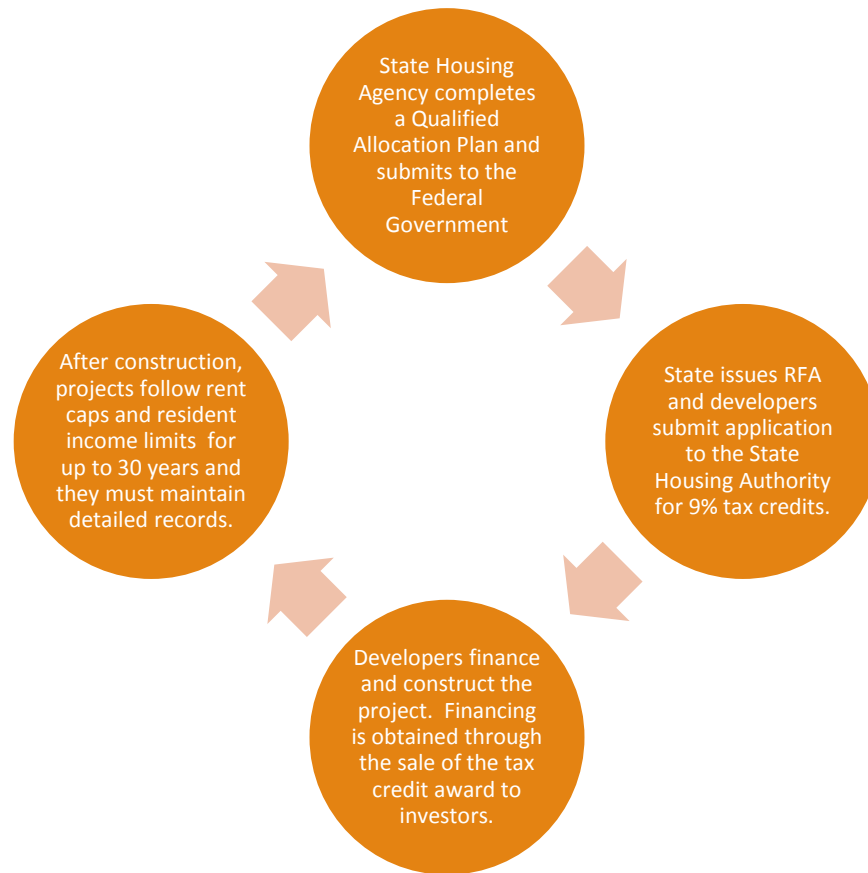 State Housing
Agency completes
a Qualified
Allocation Plan and
submits to the
Federal
Government
State issues RFA
and developers
submit application
to the State
Housing Authority
for 9% tax credits.
Developers finance
and construct the
project.  Financing
is obtained through
the sale of the tax
credit award to
investors.
After construction,
projects follow rent
caps and resident
income limits  for
up to 30 years and
they must maintain
detailed records.